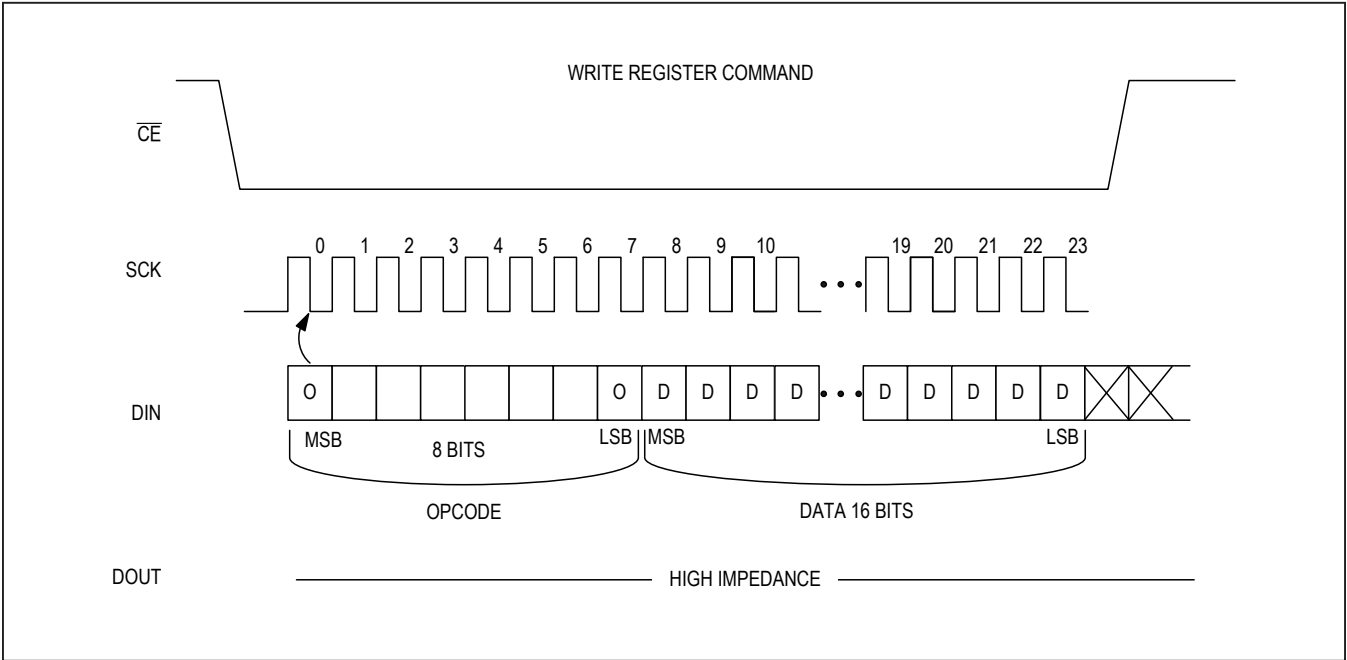 WRITE REGISTER COMMAND
CE
SCK
0 1 2 3 4 5 6 7 8 9 10 19 20 21 22 23
DIN
O O D D D D D D D D D
MSB 8 BITS LSB MSB LSB
OPCODE DATA 16 BITS
DOUT HIGH IMPEDANCE